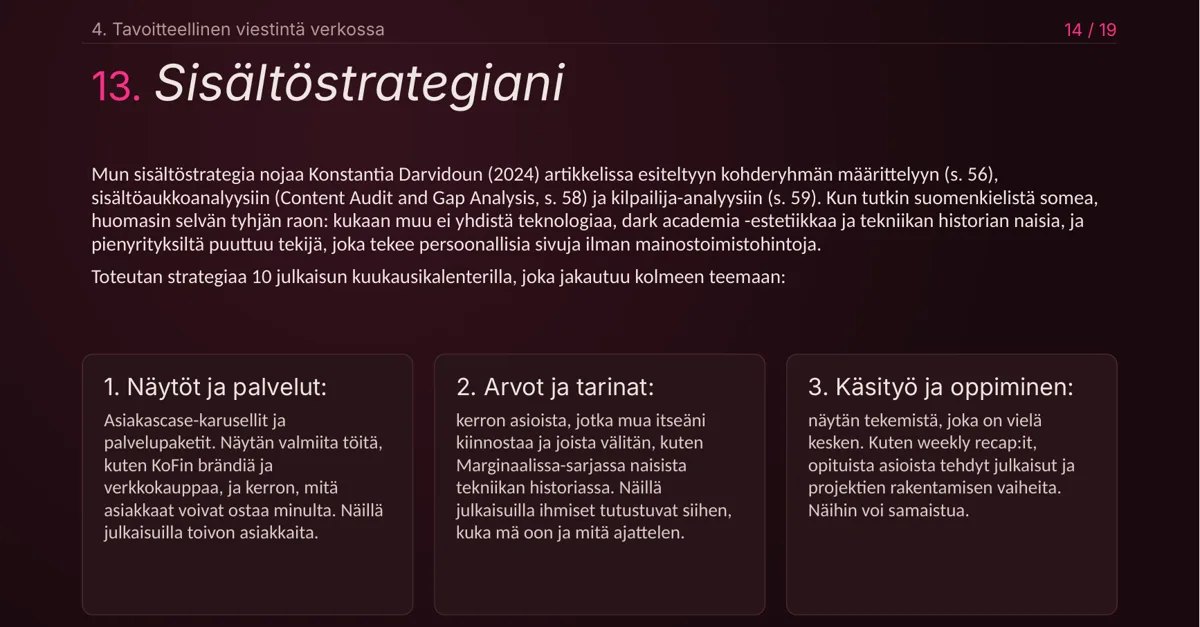 4. Tavoitteellinen viestintä verkossa
14 / 19
13. Sisältöstrategiani
Mun sisältöstrategia nojaa Konstantia Darvidoun (2024) artikkelissa esiteltyyn kohderyhmän määrittelyyn (s. 56),
sisältöaukkoanalyysiin (Content Audit and Gap Analysis, s. 58) ja kilpailija-analyysiin (s. 59). Kun tutkin suomenkielistä somea,
huomasin selvän tyhjän raon: kukaan muu ei yhdistä teknologiaa, dark academia -estetiikkaa ja tekniikan historian naisia, ja
pienyrityksiltä puuttuu tekijä, joka tekee persoonallisia sivuja ilman mainostoimistohintoja.
Toteutan strategiaa 10 julkaisun kuukausikalenterilla, joka jakautuu kolmeen teemaan:
1. Näytöt ja palvelut:
Asiakascase-karusellit ja
palvelupaketit. Näytän valmiita töitä,
kuten KoFin brändiä ja
verkkokauppaa, ja kerron, mitä
asiakkaat voivat ostaa minulta. Näillä
julkaisuilla toivon asiakkaita.
2. Arvot ja tarinat:
kerron asioista, jotka mua itseäni
kiinnostaa ja joista välitän, kuten
Marginaalissa-sarjassa naisista
tekniikan historiassa. Näillä
julkaisuilla ihmiset tutustuvat siihen,
kuka mä oon ja mitä ajattelen.
3. Käsityö ja oppiminen:
näytän tekemistä, joka on vielä
kesken. Kuten weekly recap:it,
opituista asioista tehdyt julkaisut ja
projektien rakentamisen vaiheita.
Näihin voi samaistua.